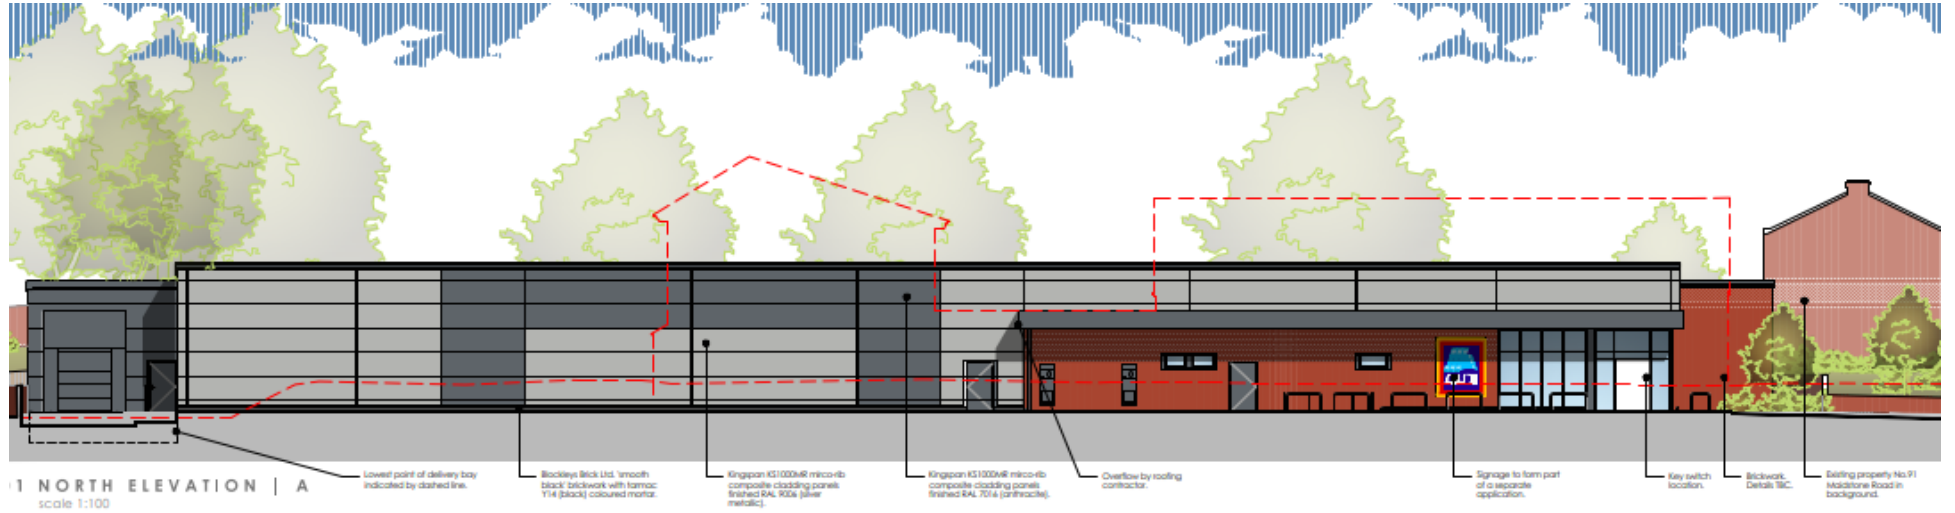 Lowest point of delivery bay
indicated by dashed line.
Blockleys Brick Ltd. 'smooth
black' brickwork with tarmac
Y14 (black) coloured mortar.
Kingspan KS1000MR mirco-rib
composite cladding panels
finished RAL 9006 (silver
metallic).
Kingspan KS1000MR mirco-rib
composite cladding panels
finished RAL 7016 (anthracite).
Overflow by roofing
contractor.
Signage to form part
of a separate
application.
Key switch
location.
Brickwork.
Details TBC.
Existing property No.91
Maidstone Road in
background.
01 NORTH ELEVATION | A
scale 1:100